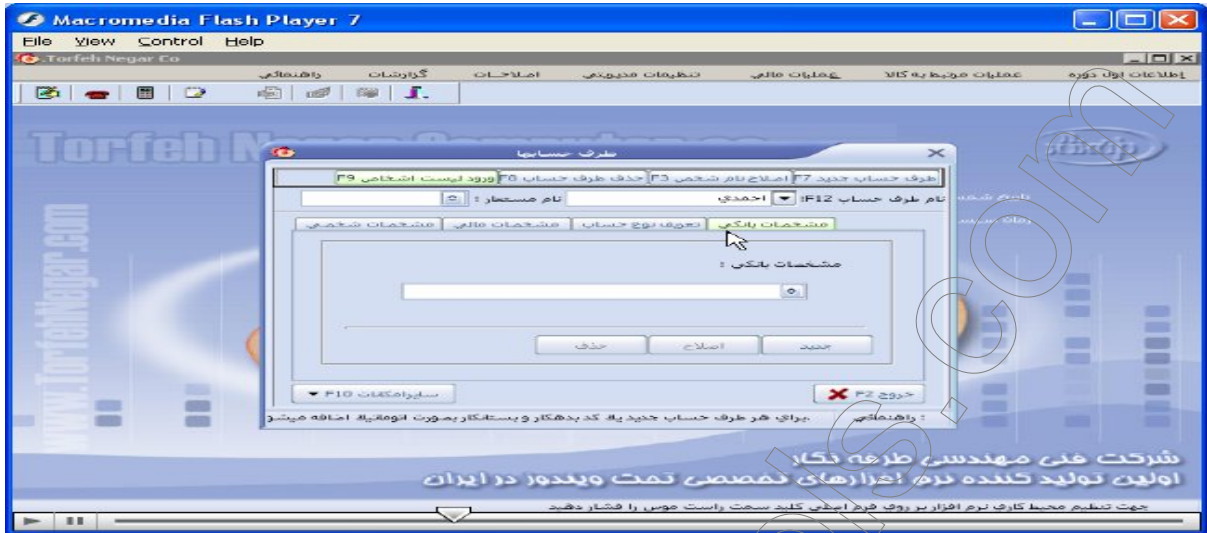 Macromedia Flash Player 7
File View Control Help
.Torfeh Negar Co
اطلاعات اول دوره عملیات مرتبط به کالا عملیات مالی تنظیمات مدیریتی امکانات گزارشات راهنمائی
Torfeh Negar Computer co
طرف حسابها
طرف حساب جدید F7 اصلاح نام شخص F3 حذف طرف حساب F8 ورود لیست اشخاص F9
نام طرف حساب F12: احمدي نام مستعار :
مشخصات بانکی تعریف نوع حساب مشخصات مالی مشخصات شخصی
مشخصات بانکی :
جدید اصلاح حذف
خروج F2 سایرامکانات F10
راهنمائی : برای هر طرف حساب جدید یک کد بدهکار و بستانکار بصورت اتوماتیک اضافه میشو
www.TorfehNegar.com
شرکت فنی مهندسی طرفه نگار
اولین تولید کننده نرم افزارهای تخصصی تحت ویندوز در ایران
جهت تنظیم محیط کاری نرم افزار بر روی فرم اصلی کلید سمت راست موس را فشار دهید